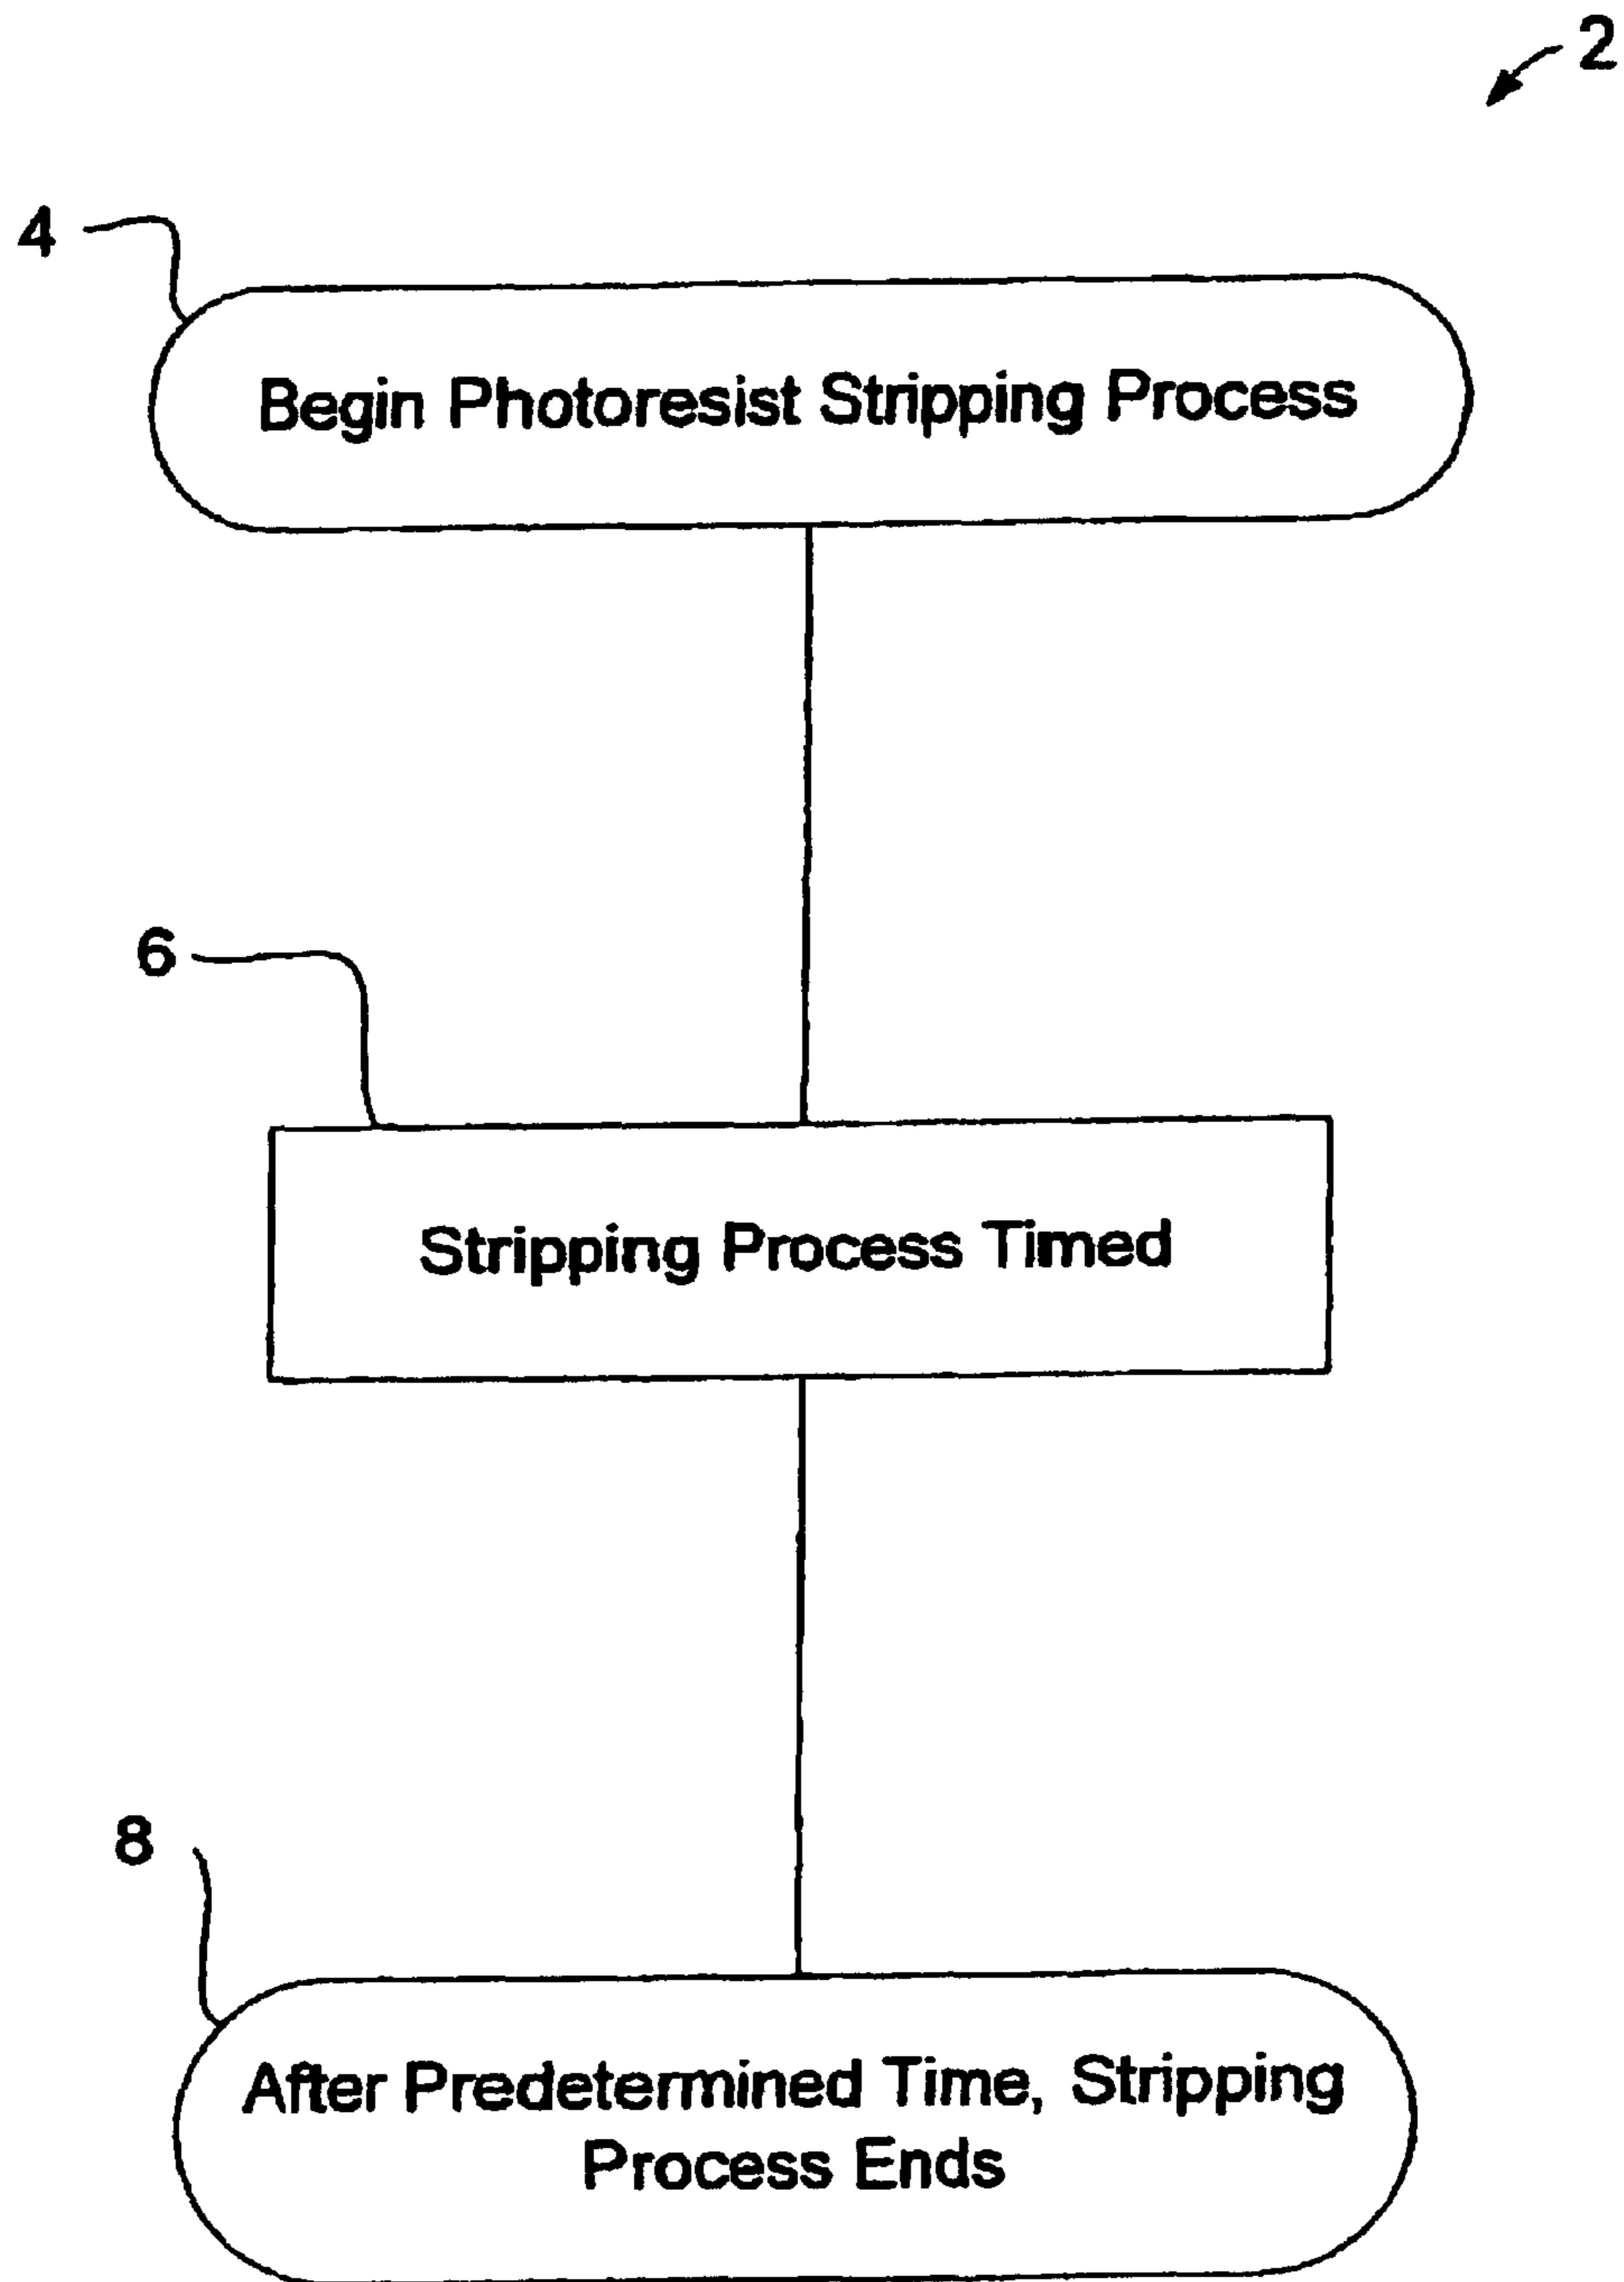 2
4
Begin Photoresist Stripping Process
6
Stripping Process Timed
8
After Predetermined Time, Stripping
Process Ends